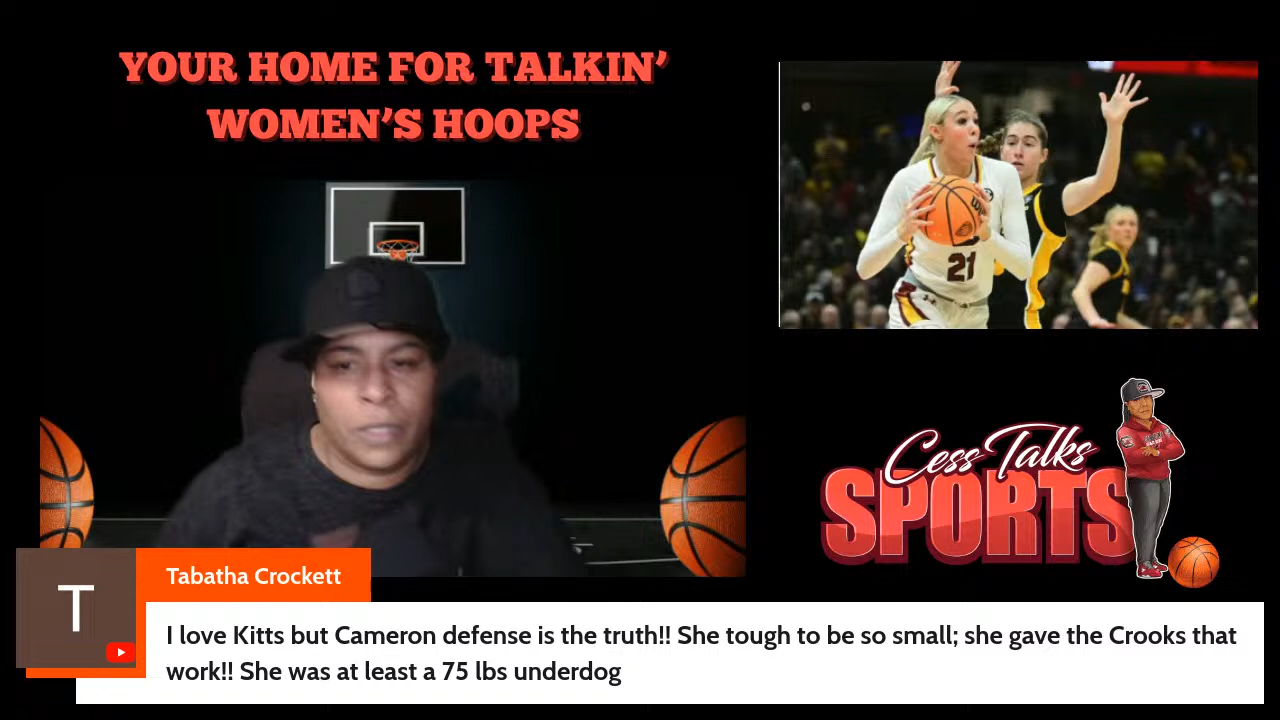 YOUR HOME FOR TALKIN'
WOMEN'S HOOPS
21
Cess Talks
SPORTS
T
Tabatha Crockett
I love Kitts but Cameron defense is the truth!! She tough to be so small; she gave the Crooks that
work!! She was at least a 75 lbs underdog